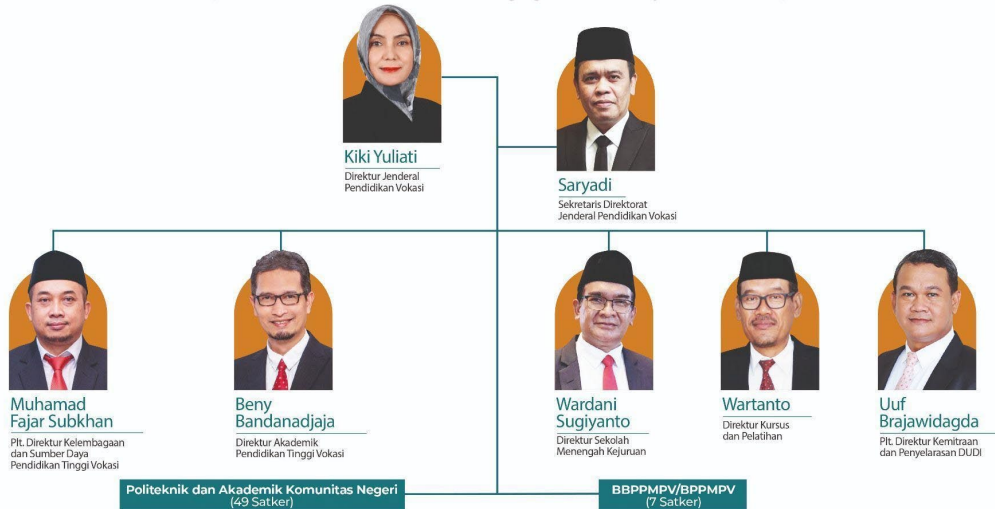 Kiki Yuliati
Direktur Jenderal
Pendidikan Vokasi
Saryadi
Sekretaris Direktorat
Jenderal Pendidikan Vokasi
Muhamad
Fajar Subkhan
Plt. Direktur Kelembagaan
dan Sumber Daya
Pendidikan Tinggi Vokasi
Beny
Bandanadjaja
Direktur Akademik
Pendidikan Tinggi Vokasi
Wardani
Sugiyanto
Direktur Sekolah
Menengah Kejuruan
Wartanto
Direktur Kursus
dan Pelatihan
Uuf
Brajawidagda
Plt. Direktur Kemitraan
dan Penyelarasan DUDI
Politeknik dan Akademik Komunitas Negeri
(49 Satker)
BBPPMPV/BPPMPV
(7 Satker)